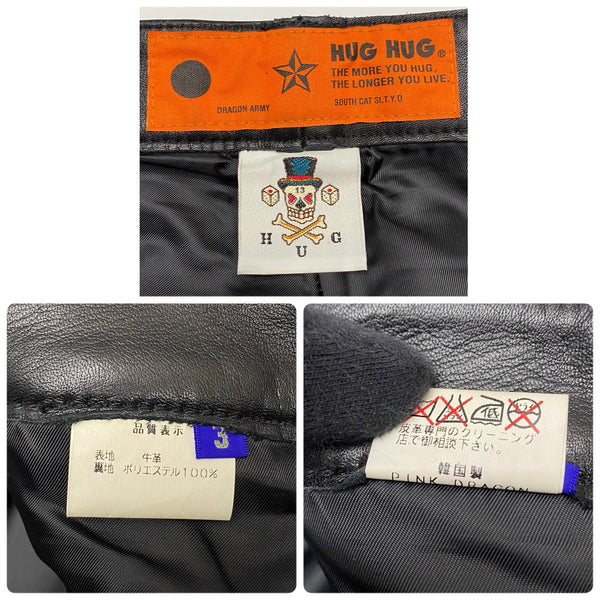 HUG HUG®
THE MORE YOU HUG,
THE LONGER YOU LIVE.
DRAGON ARMY
SOUTH CAT St.T.Y.O
13
H U G
品質表示
3
表地 牛革
裏地 ポリエステル100%
低
皮革専門のクリーニング
店で御相談下さい。
韓国製
PINK DRAGON